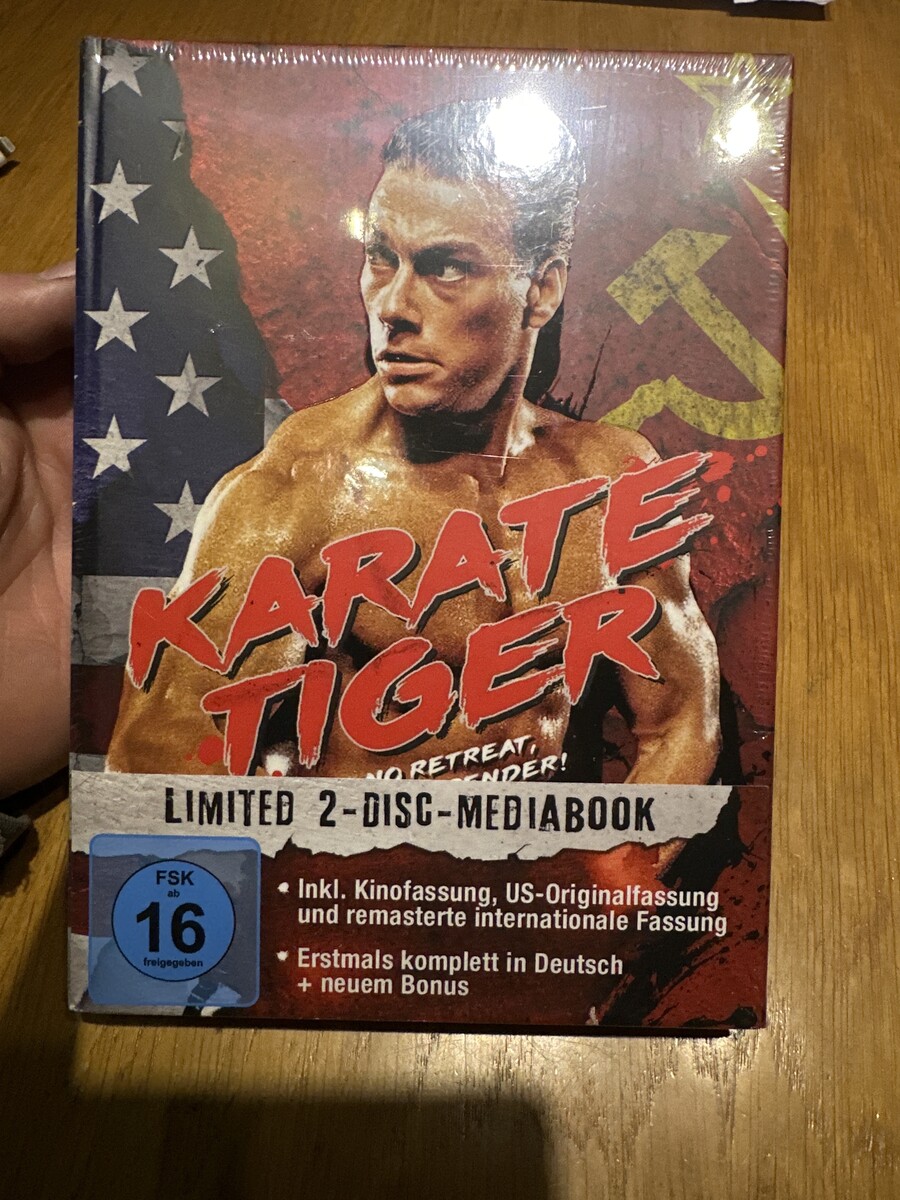 KARATE
TIGER
NO RETREAT,
ENDER!
LIMITED 2-DISC-MEDIABOOK
FSK
ab
16
freigegeben
• Inkl. Kinofassung, US-Originalfassung
und remasterte internationale Fassung
• Erstmals komplett in Deutsch
+ neuem Bonus